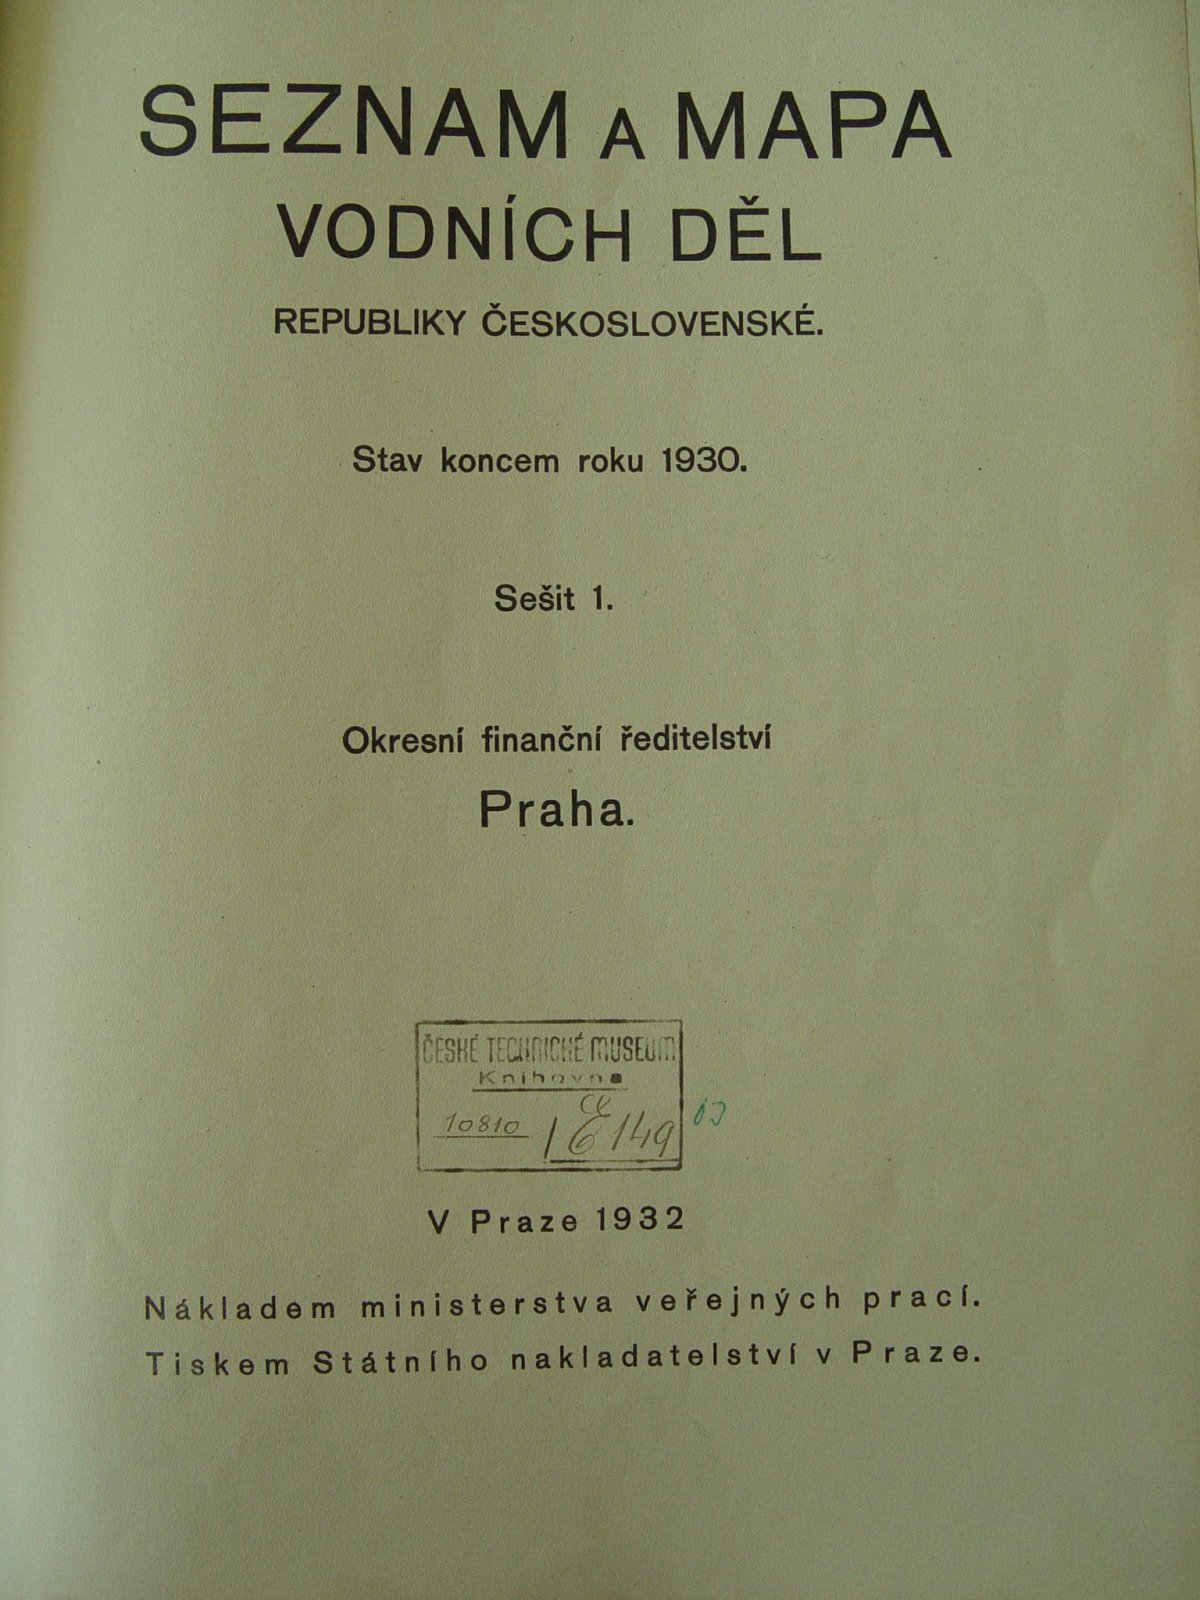 SEZNAM A MAPA
VODNÍCH DĚL
REPUBLIKY ČESKOSLOVENSKÉ.
Stav koncem roku 1930.
Sešit 1.
Okresní finanční ředitelství
Praha.
ČESKÉ TECHNICKÉ MUSEUM
Knihovna
10810 E 149
V Praze 1932
Nákladem ministerstva veřejných prací.
Tiskem Státního nakladatelství v Praze.